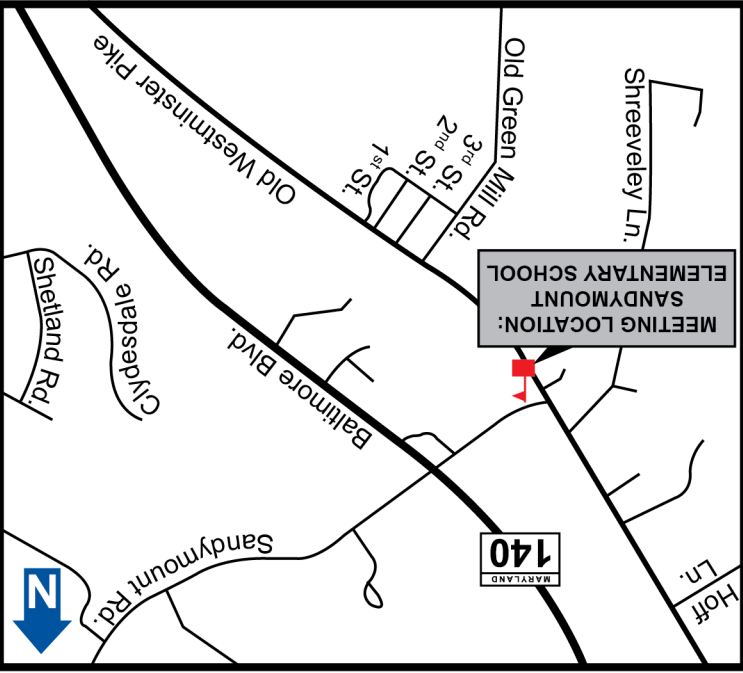 Hoff
Ln.
MARYLAND
140
Sandymount Rd.
N
MEETING LOCATION:
SANDYMOUNT
ELEMENTARY SCHOOL
Baltimore Blvd.
Shreeveley Ln.
Clydesdale Rd.
Shetland Rd.
3rd St.
2nd St.
1st St.
Old Green Mill Rd.
Old Westminster Pike